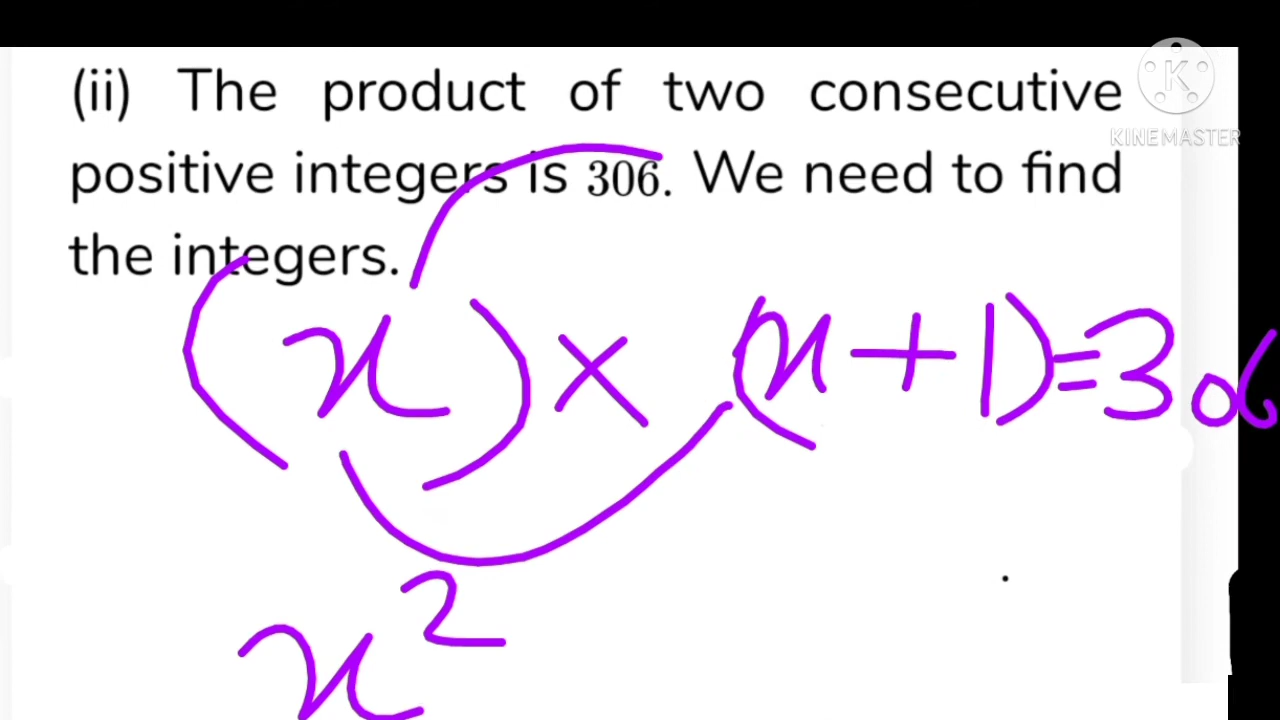 (ii) The product of two consecutive
KINEMASTER
positive integers is 306. We need to find
the integers.
(x) × (x+1)=306
x²